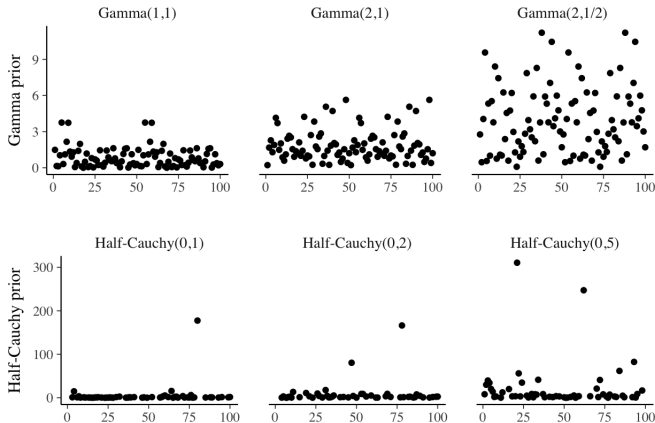 Gamma(1,1) Gamma(2,1) Gamma(2,1/2)
Gamma prior
9
6
3
0
0 25 50 75 100 0 25 50 75 100 0 25 50 75 100
Half-Cauchy(0,1) Half-Cauchy(0,2) Half-Cauchy(0,5)
Half-Cauchy prior
300
200
100
0
0 25 50 75 100 0 25 50 75 100 0 25 50 75 100